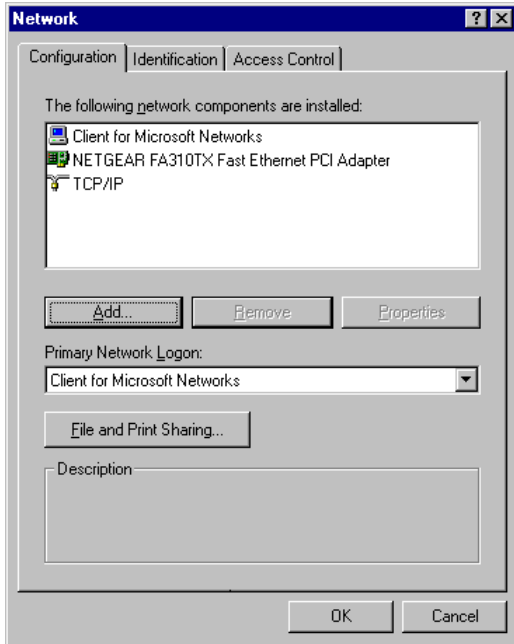 Network
Configuration Identification Access Control
The following network components are installed:
Client for Microsoft Networks
NETGEAR FA310TX Fast Ethernet PCI Adapter
TCP/IP
Add... Remove Properties
Primary Network Logon:
Client for Microsoft Networks
File and Print Sharing...
Description
OK Cancel